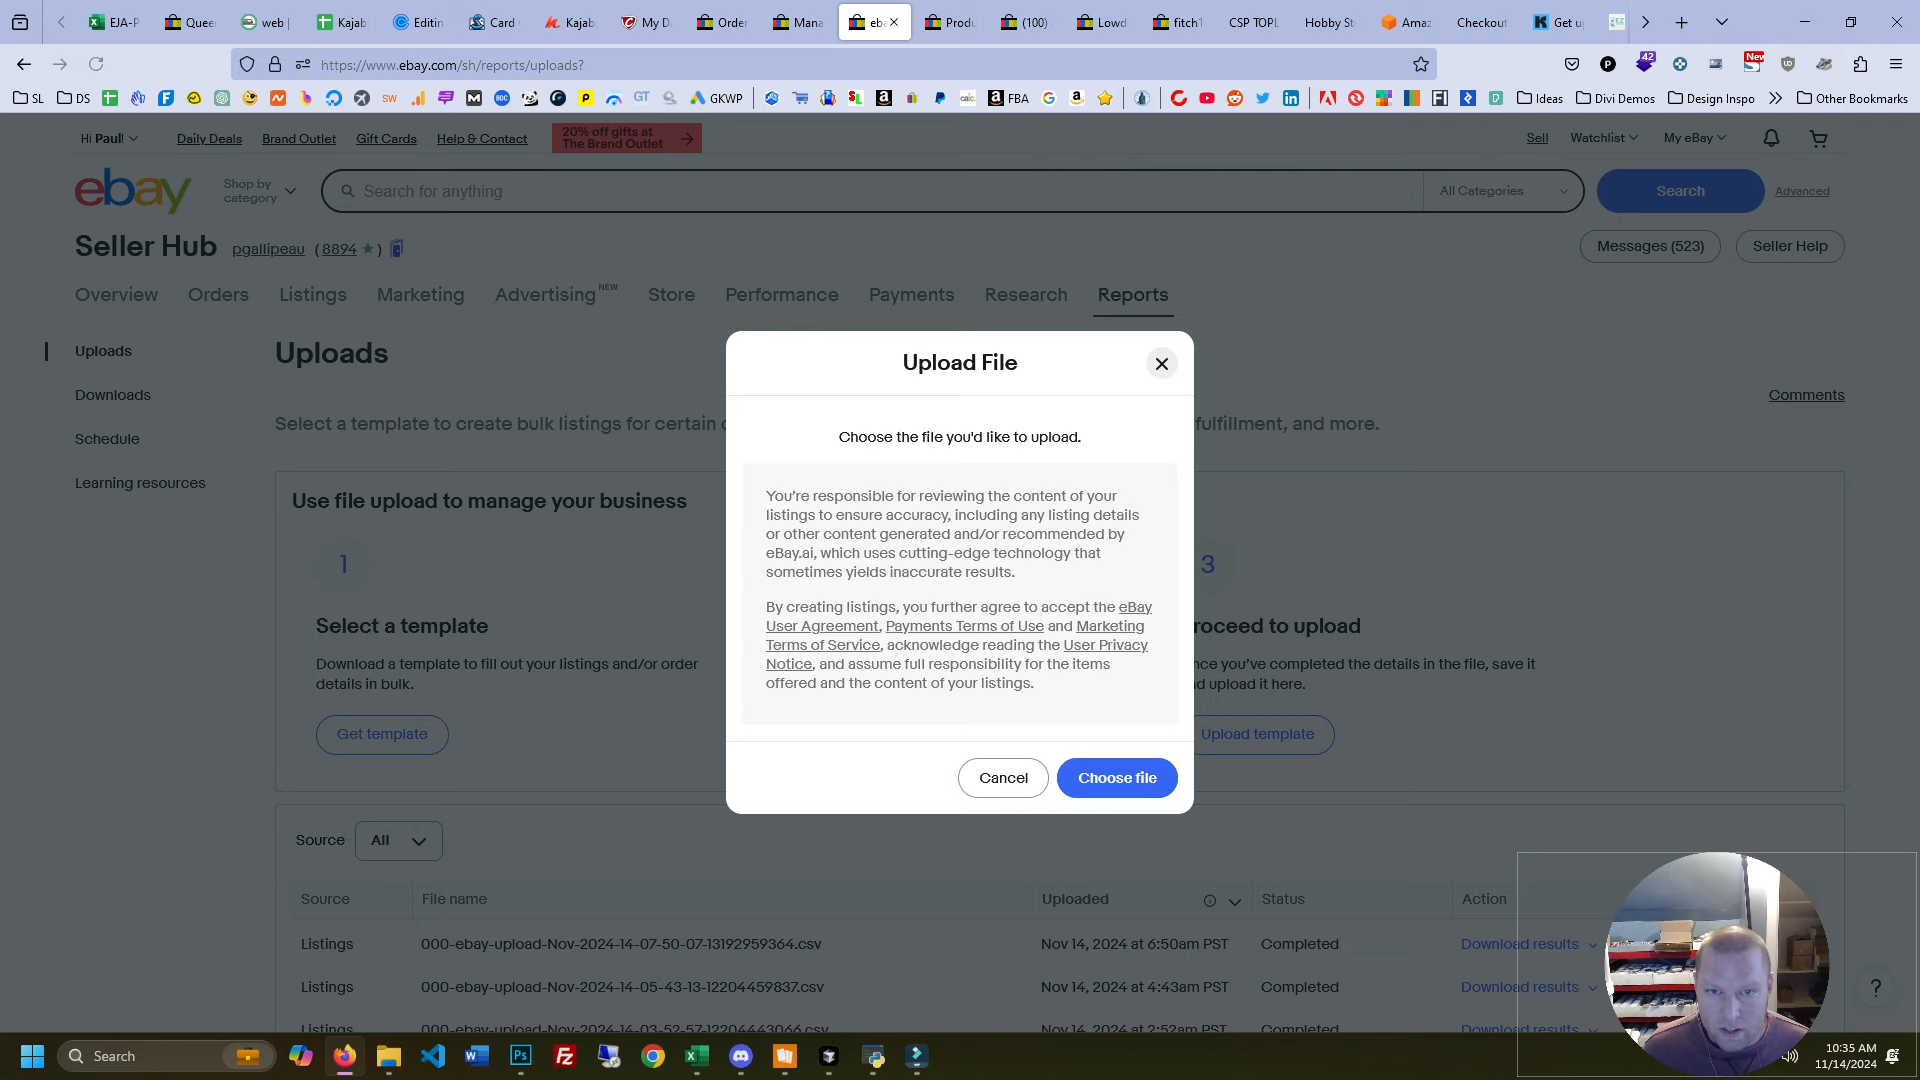 EJA-P
Quee
web |
Kajab
Editin
Card
Kajab
My D
Order
Mana
eba
Produ
(100)
Lowd
fitch1
CSP TOPL
Hobby St
Amaz
Checkout
Get u
https://www.ebay.com/sh/reports/uploads?
42
New
SL
DS
SW
GT
GKWP
FBA
Ideas
Divi Demos
Design Inspo
Other Bookmarks
Hi Paul!
Daily Deals
Brand Outlet
Gift Cards
Help & Contact
20% off gifts at
The Brand Outlet
Sell
Watchlist
My eBay
ebay
Shop by
category
Search for anything
All Categories
Search
Advanced
Seller Hub
pgallipeau
( 8894 ★ )
Messages (523)
Seller Help
Overview
Orders
Listings
Marketing
Advertising NEW
Store
Performance
Payments
Research
Reports
Uploads
Downloads
Schedule
Learning resources
Uploads
Comments
Select a template to create bulk listings for certain
fulfillment, and more.
Use file upload to manage your business
1
Select a template
Download a template to fill out your listings and/or order
details in bulk.
Get template
3
roceed to upload
nce you've completed the details in the file, save it
nd upload it here.
Upload template
Upload File
Choose the file you'd like to upload.
You're responsible for reviewing the content of your
listings to ensure accuracy, including any listing details
or other content generated and/or recommended by
eBay.ai, which uses cutting-edge technology that
sometimes yields inaccurate results.
By creating listings, you further agree to accept the eBay
User Agreement, Payments Terms of Use and Marketing
Terms of Service, acknowledge reading the User Privacy
Notice, and assume full responsibility for the items
offered and the content of your listings.
Cancel
Choose file
Source
All
Source
File name
Uploaded
Status
Action
Listings
000-ebay-upload-Nov-2024-14-07-50-07-13192959364.csv
Nov 14, 2024 at 6:50am PST
Completed
Download results
Listings
000-ebay-upload-Nov-2024-14-05-43-13-12204459837.csv
Nov 14, 2024 at 4:43am PST
Completed
Download results
Listings
000-ebay-upload-Nov-2024-14-03-52-57-12204443066.csv
Nov 14, 2024 at 2:52am PST
Completed
Download results
Search
10:35 AM
11/14/2024